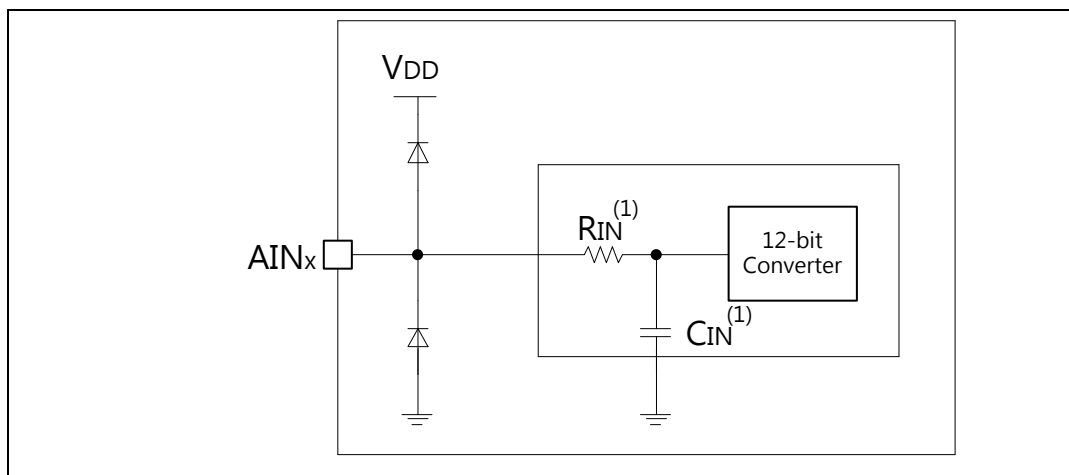 VDD
AINx
RIN(1)
12-bit
Converter
CIN(1)